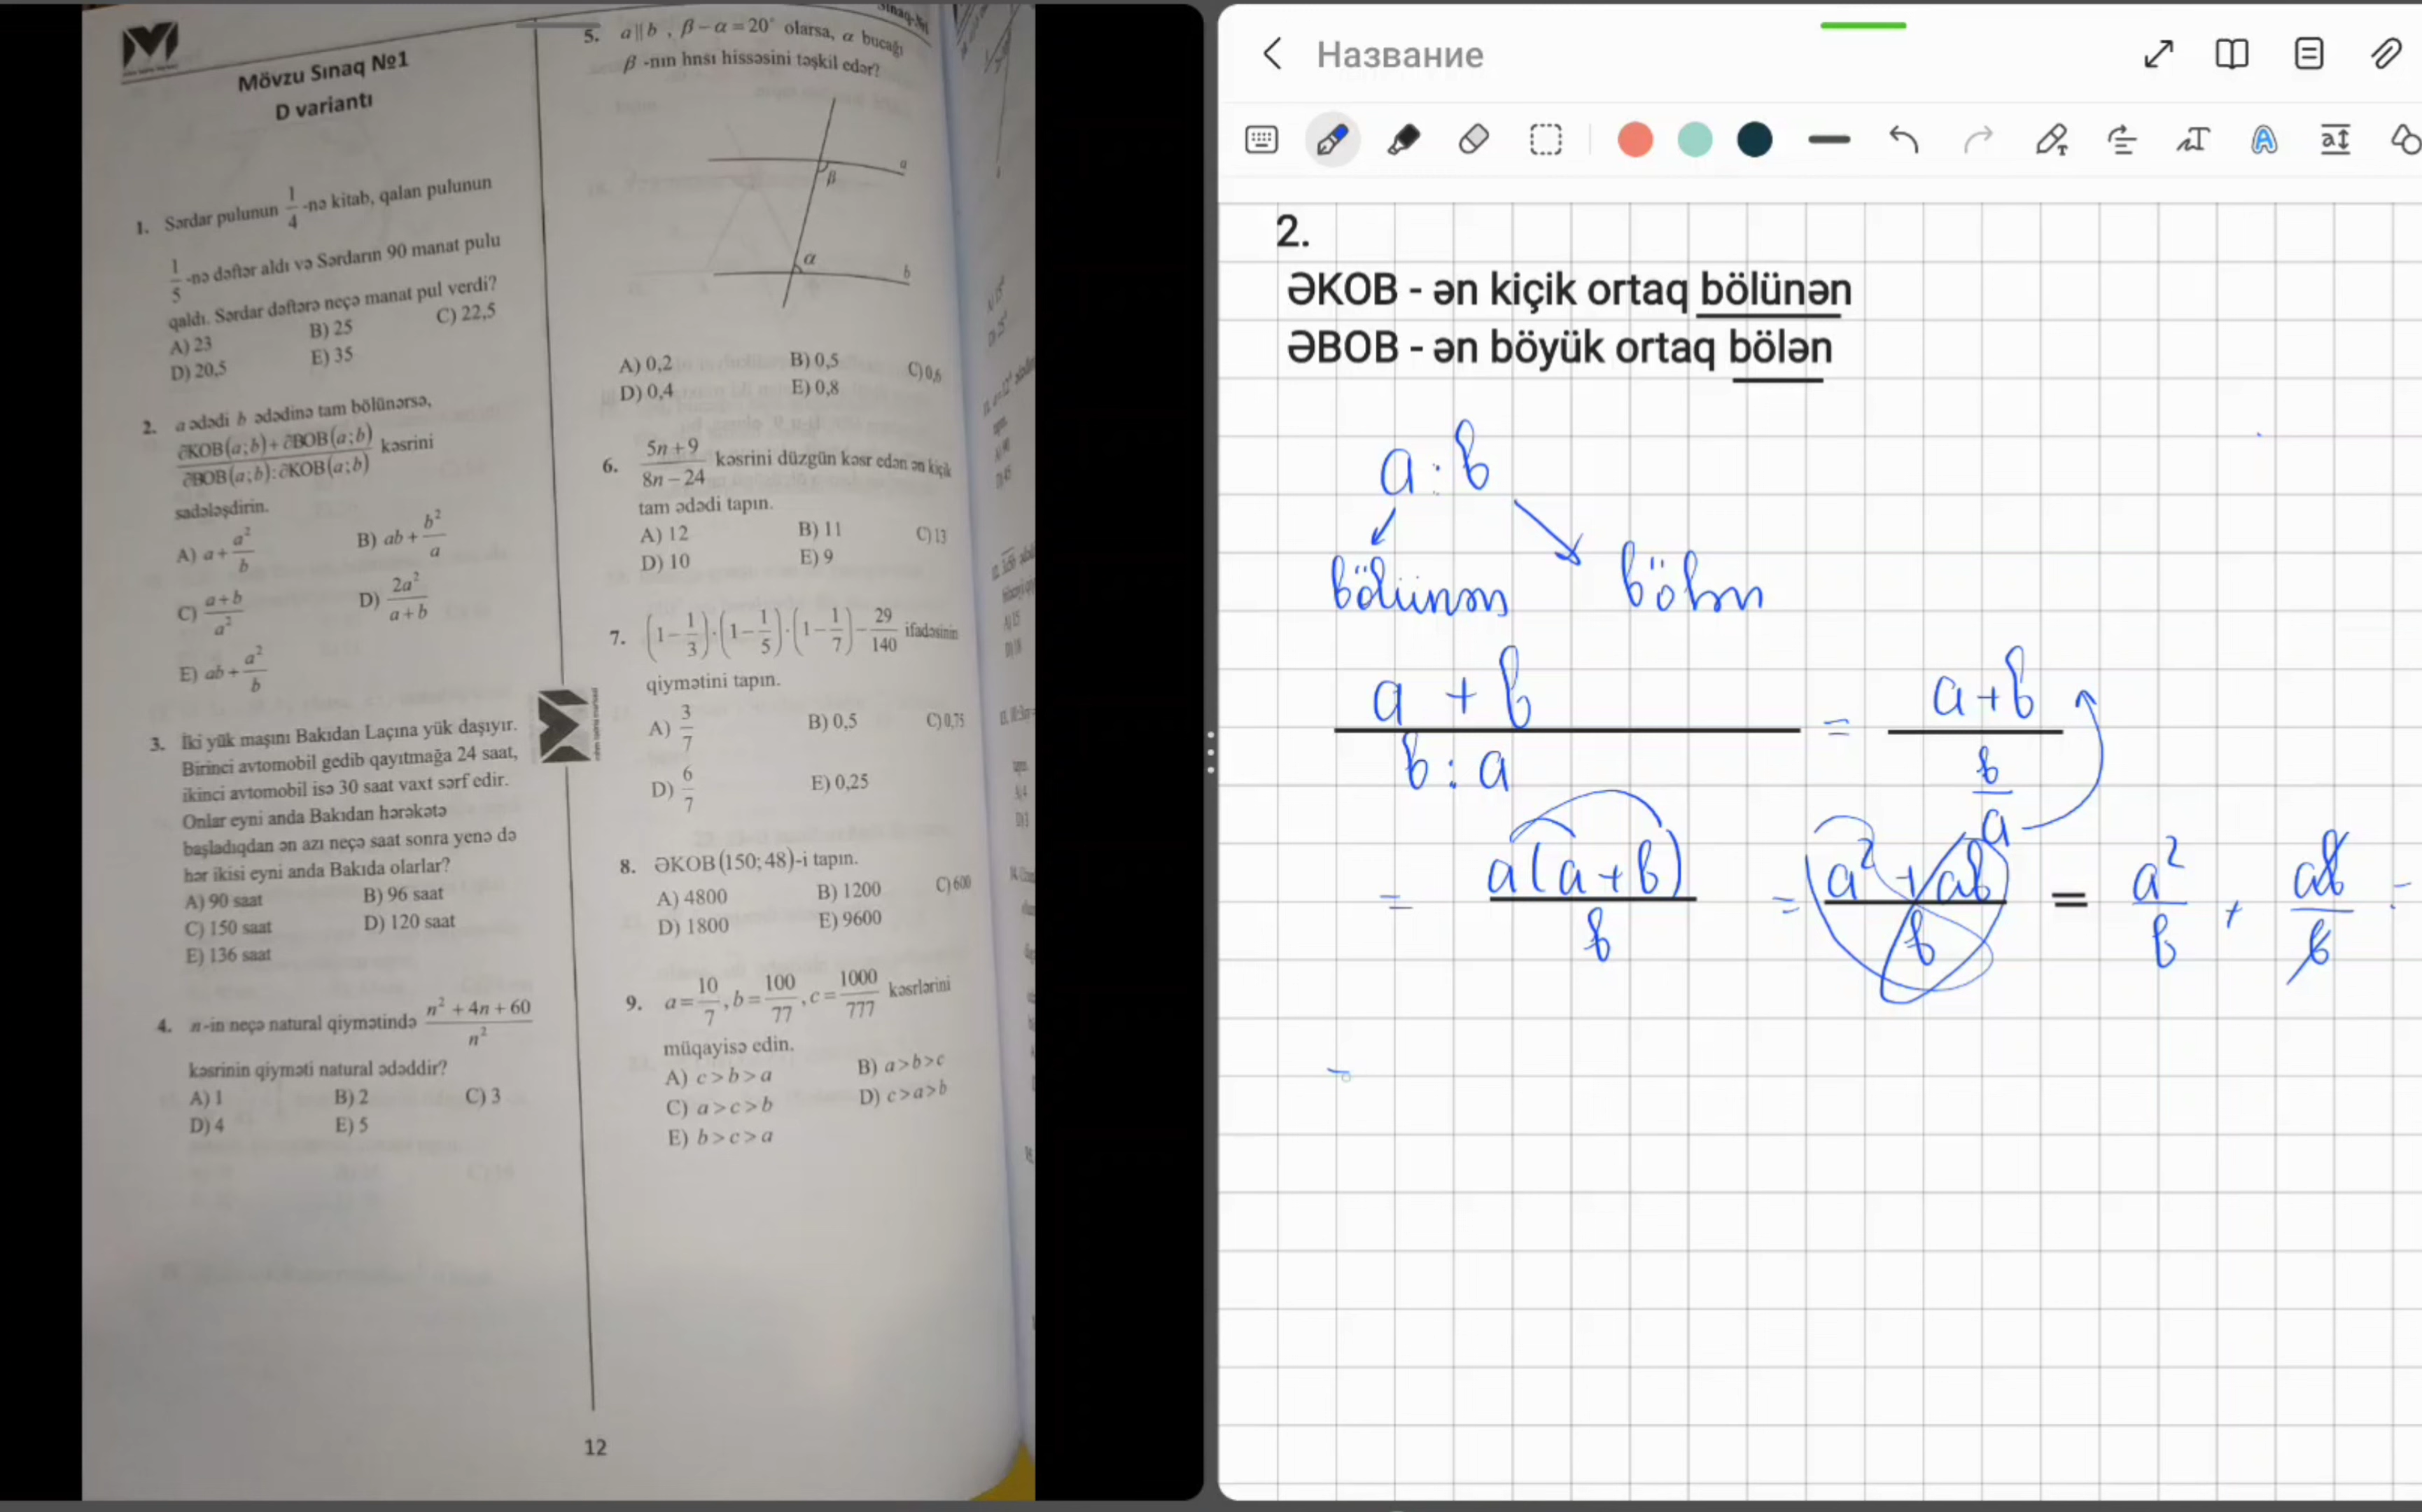 Mövzu Sınaq №1
D variantı
1. Sərdar pulunun 1/4 -nə kitab, qalan pulunun
1/5 -nə dəftər aldı və Sərdarın 90 manat pulu
qaldı. Sərdar dəftərə neçə manat pul verdi?
A) 23 B) 25 C) 22,5
D) 20,5 E) 35
2. a ədədi b ədədinə tam bölünərsə,
(ƏKOB(a;b)+ƏBOB(a;b))/(ƏBOB(a;b):ƏKOB(a;b)) kəsrini
sadələşdirin.
A) a+a²/b B) ab+b²/a
C) (a+b)/a² D) 2a²/(a+b)
E) ab+a²/b
3. İki yük maşını Bakıdan Laçına yük daşıyır.
Birinci avtomobil gedib qayıtmağa 24 saat,
ikinci avtomobil isə 30 saat vaxt sərf edir.
Onlar eyni anda Bakıdan hərəkətə
başladıqdan ən azı neçə saat sonra yenə də
hər ikisi eyni anda Bakıda olarlar?
A) 90 saat B) 96 saat
C) 150 saat D) 120 saat
E) 136 saat
4. n-in neçə natural qiymətində (n²+4n+60)/n²
kəsrinin qiyməti natural ədəddir?
A) 1 B) 2 C) 3
D) 4 E) 5
5. a||b, β−α=20° olarsa, α bucağı
β -nın hnsı hissəsini təşkil edər?
a
β
α
b
A) 0,2 B) 0,5 C) 0,6
D) 0,4 E) 0,8
6. (5n+9)/(8n−24) kəsrini düzgün kəsr edən ən kiçik
tam ədədi tapın.
A) 12 B) 11 C) 13
D) 10 E) 9
7. (1−1/3)·(1−1/5)·(1−1/7)−29/140 ifadəsinin
qiymətini tapın.
A) 3/7 B) 0,5 C) 0,75
D) 6/7 E) 0,25
8. ƏKOB(150;48)-i tapın.
A) 4800 B) 1200 C) 600
D) 1800 E) 9600
9. a=10/7, b=100/77, c=1000/777 kəsrlərini
müqayisə edin.
A) c>b>a B) a>b>c
C) a>c>b D) c>a>b
E) b>c>a
12
Название
2.
ƏKOB - ən kiçik ortaq bölünən
ƏBOB - ən böyük ortaq bölən
a : b
bölünən bölən
(a + b)/(b : a) = (a+b)/(b/a)
= a(a+b)/b = (a²+ab)/b = a²/b + ab/b =